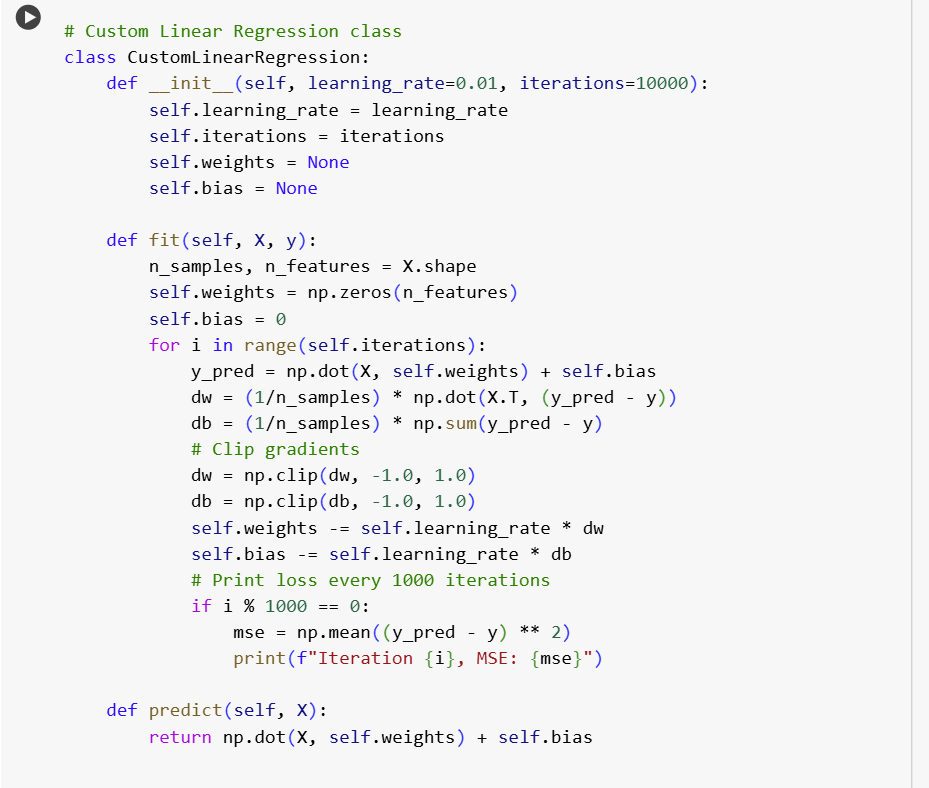 # Custom Linear Regression class
class CustomLinearRegression:
    def __init__(self, learning_rate=0.01, iterations=10000):
        self.learning_rate = learning_rate
        self.iterations = iterations
        self.weights = None
        self.bias = None

    def fit(self, X, y):
        n_samples, n_features = X.shape
        self.weights = np.zeros(n_features)
        self.bias = 0
        for i in range(self.iterations):
            y_pred = np.dot(X, self.weights) + self.bias
            dw = (1/n_samples) * np.dot(X.T, (y_pred - y))
            db = (1/n_samples) * np.sum(y_pred - y)
            # Clip gradients
            dw = np.clip(dw, -1.0, 1.0)
            db = np.clip(db, -1.0, 1.0)
            self.weights -= self.learning_rate * dw
            self.bias -= self.learning_rate * db
            # Print loss every 1000 iterations
            if i % 1000 == 0:
                mse = np.mean((y_pred - y) ** 2)
                print(f"Iteration {i}, MSE: {mse}")

    def predict(self, X):
        return np.dot(X, self.weights) + self.bias